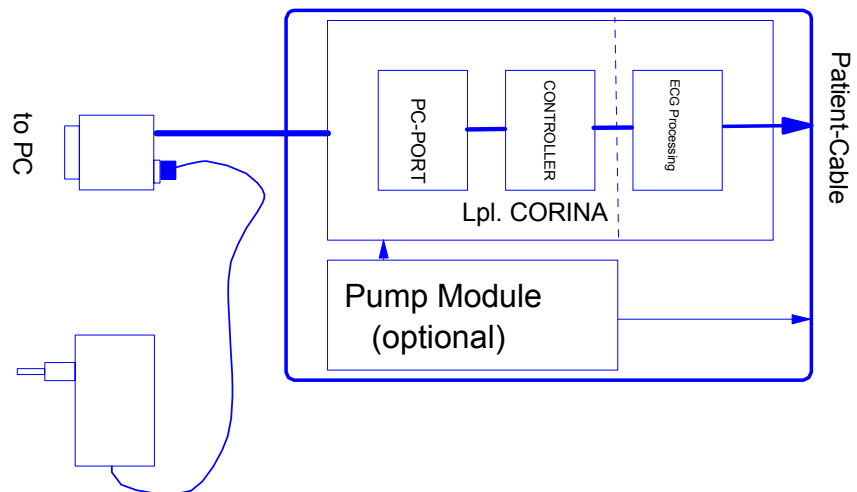 to PC
PC-PORT
CONTROLLER
ECG Processing
Patient-Cable
Lpl. CORINA
Pump Module
(optional)